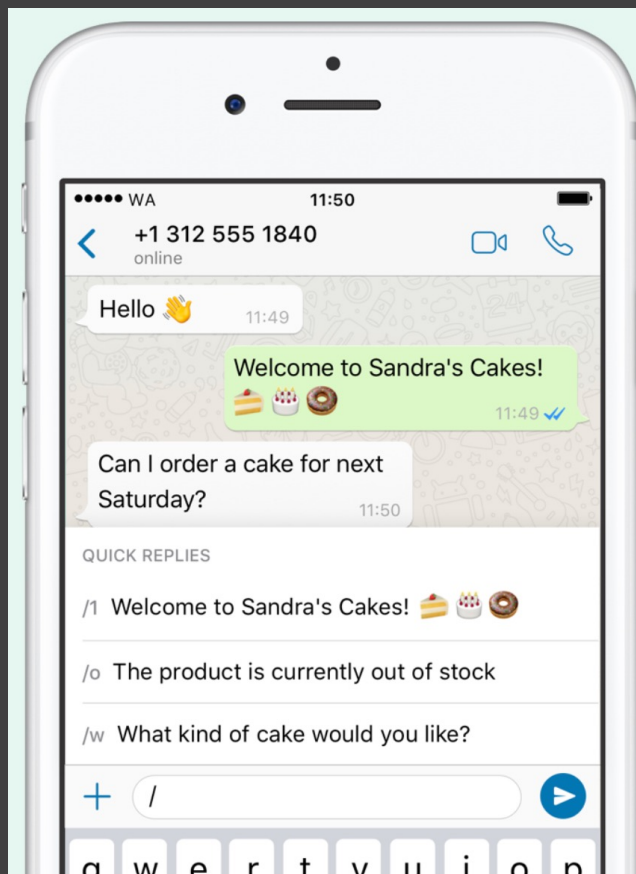 WA 11:50
+1 312 555 1840
online
Hello 👋 11:49
Welcome to Sandra's Cakes!
🍰 🎂 🍩 11:49
Can I order a cake for next
Saturday? 11:50
QUICK REPLIES
/1 Welcome to Sandra's Cakes! 🍰 🎂 🍩
/o The product is currently out of stock
/w What kind of cake would you like?
/
q w e r t y u i o p